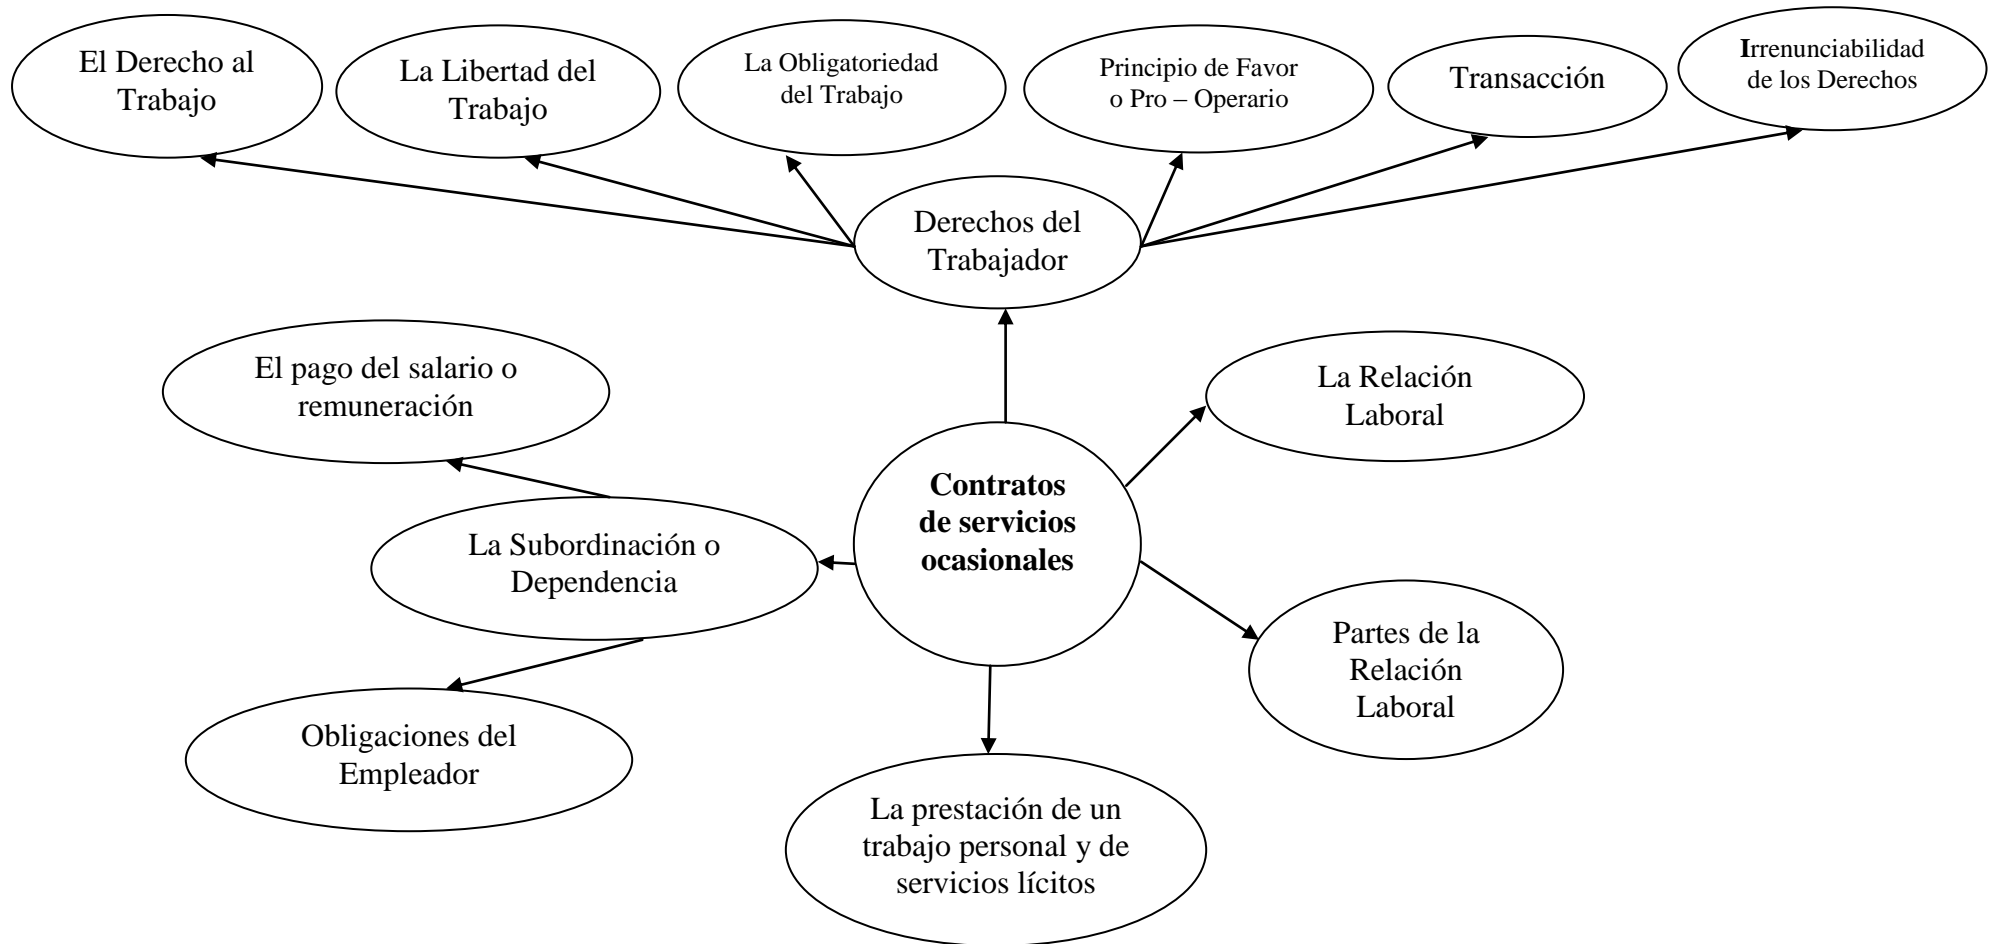 El Derecho al
Trabajo
La Libertad del
Trabajo
La Obligatoriedad
del Trabajo
Principio de Favor
o Pro – Operario
Transacción
Irrenunciabilidad
de los Derechos
Derechos del
Trabajador
El pago del salario o
remuneración
La Relación
Laboral
Contratos
de servicios
ocasionales
La Subordinación o
Dependencia
Partes de la
Relación
Laboral
Obligaciones del
Empleador
La prestación de un
trabajo personal y de
servicios lícitos